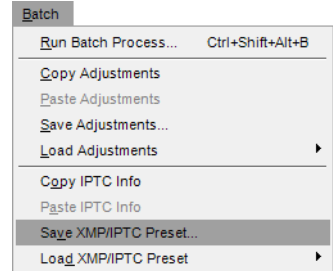 Batch
Run Batch Process... Ctrl+Shift+Alt+B
Copy Adjustments
Paste Adjustments
Save Adjustments...
Load Adjustments
Copy IPTC Info
Paste IPTC Info
Save XMP/IPTC Preset...
Load XMP/IPTC Preset